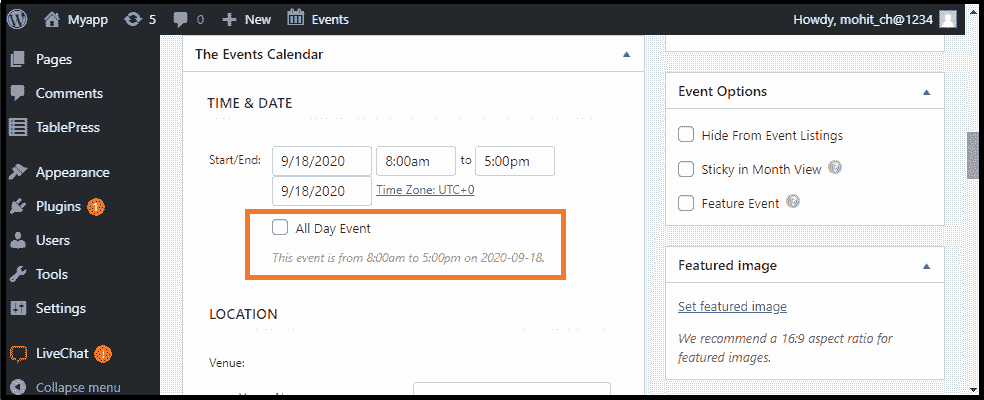 Myapp 5 0 + New Events Howdy, mohit_ch@1234
Pages
Comments
TablePress
Appearance
Plugins 1
Users
Tools
Settings
LiveChat !
Collapse menu
The Events Calendar
TIME & DATE
Start/End: 9/18/2020 8:00am to 5:00pm
9/18/2020 Time Zone: UTC+0
All Day Event
This event is from 8:00am to 5:00pm on 2020-09-18.
LOCATION
Venue:
Event Options
Hide From Event Listings
Sticky in Month View ?
Feature Event ?
Featured image
Set featured image
We recommend a 16:9 aspect ratio for
featured images.